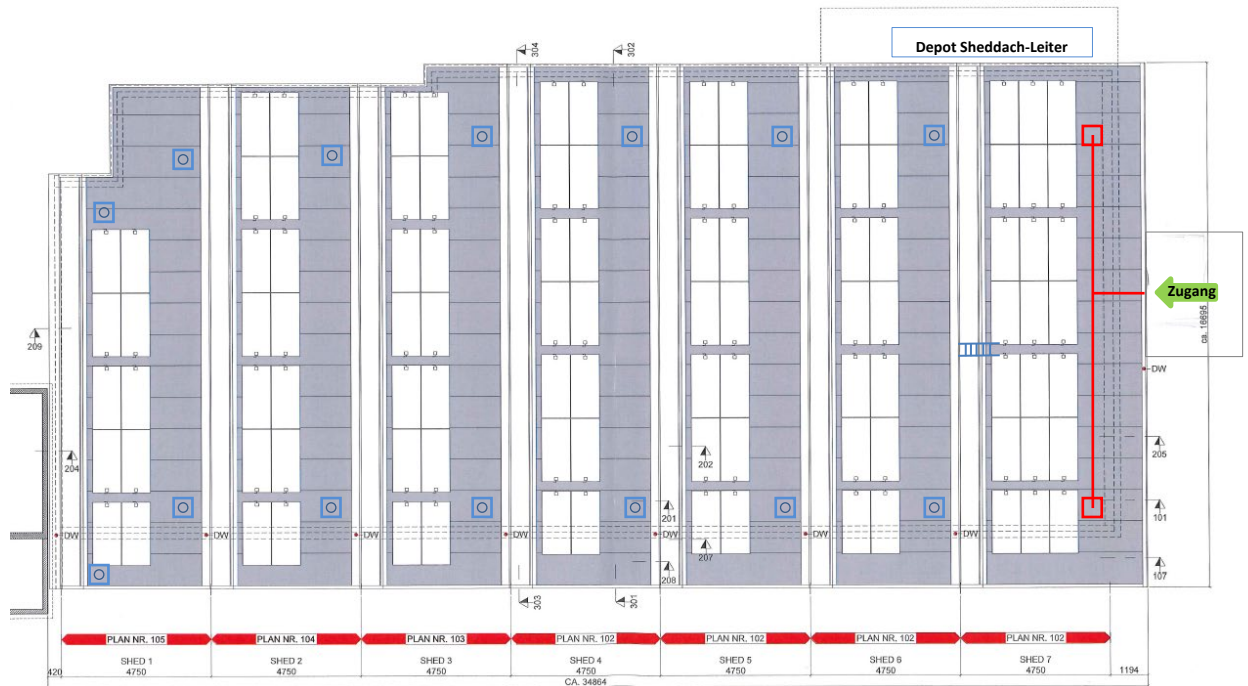 Depot Sheddach-Leiter
304
302
Zugang
ca. 16695
209
DW
204
202
205
201
101
DW
DW
DW
DW
DW
DW
DW
207
208
107
303
301
PLAN NR. 105
PLAN NR. 104
PLAN NR. 103
PLAN NR. 102
PLAN NR. 102
PLAN NR. 102
PLAN NR. 102
SHED 1
SHED 2
SHED 3
SHED 4
SHED 5
SHED 6
SHED 7
420
4750
4750
4750
4750
4750
4750
4750
1194
CA. 34864